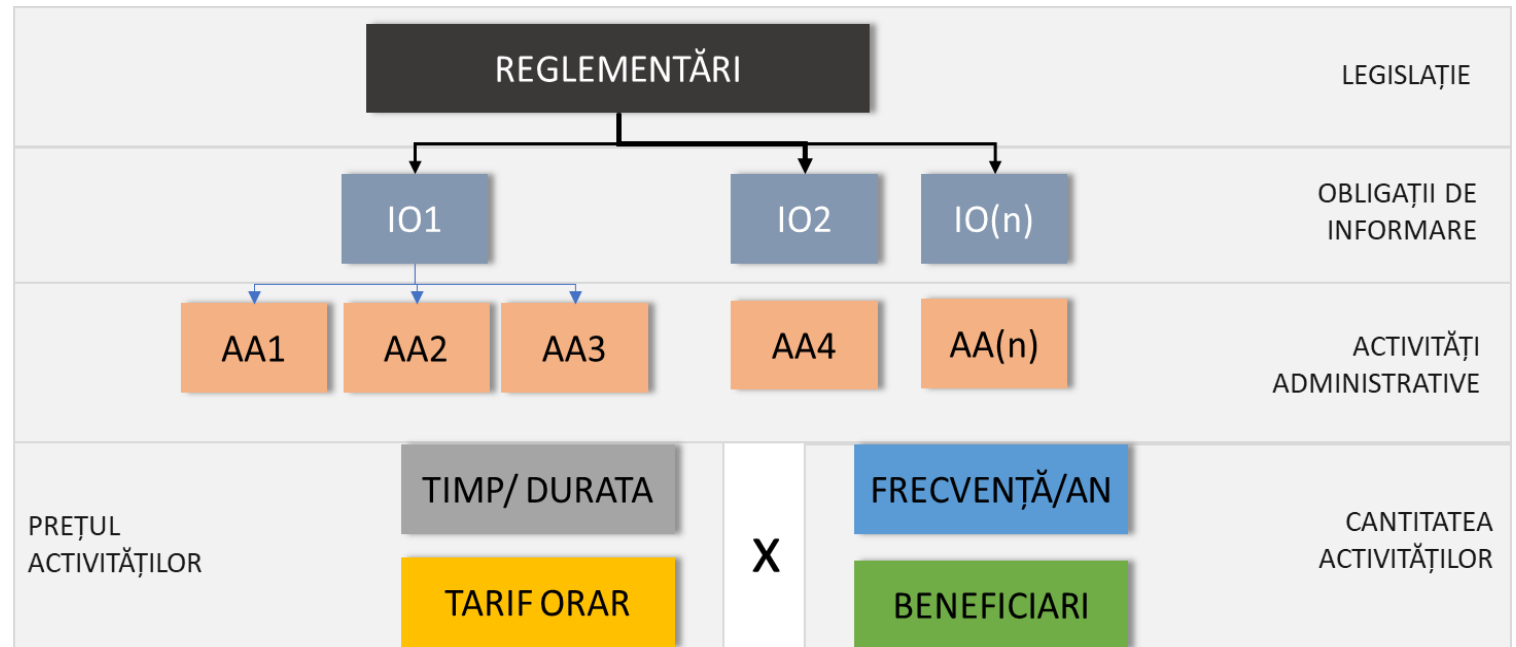 REGLEMENTĂRI
LEGISLAȚIE
IO1
IO2
IO(n)
OBLIGAȚII DE
INFORMARE
AA1
AA2
AA3
AA4
AA(n)
ACTIVITĂȚI
ADMINISTRATIVE
PREȚUL
ACTIVITĂȚILOR
TIMP/ DURATA
TARIF ORAR
X
FRECVENȚĂ/AN
BENEFICIARI
CANTITATEA
ACTIVITĂȚILOR